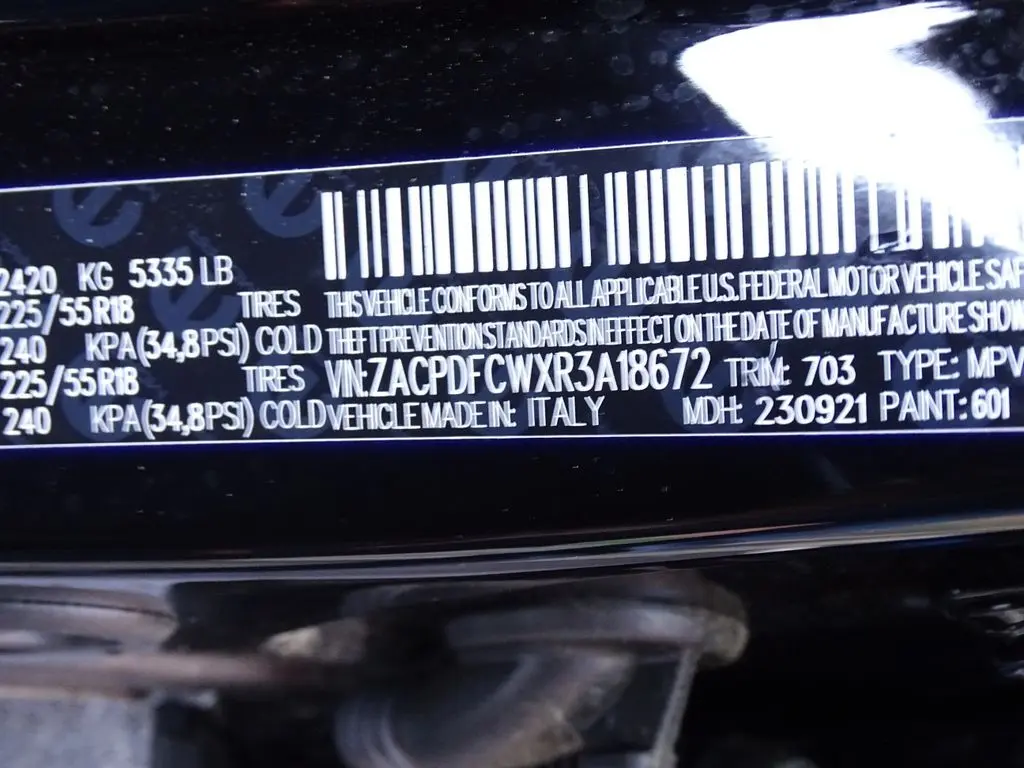 2420 KG 5335 LB
225/55R18 TIRES
240 KPA(34,8PSI) COLD
225/55R18 TIRES
240 KPA(34,8PSI) COLD
THIS VEHICLE CONFORMS TO ALL APPLICABLE U.S. FEDERAL MOTOR VEHICLE SAF
THEFT PREVENTION STANDARDS IN EFFECT ON THE DATE OF MANUFACTURE SHOW
VIN: ZACPDFCWXR3A18672 TRIM: 703 TYPE: MPV
VEHICLE MADE IN: ITALY MDH: 230921 PAINT: 601